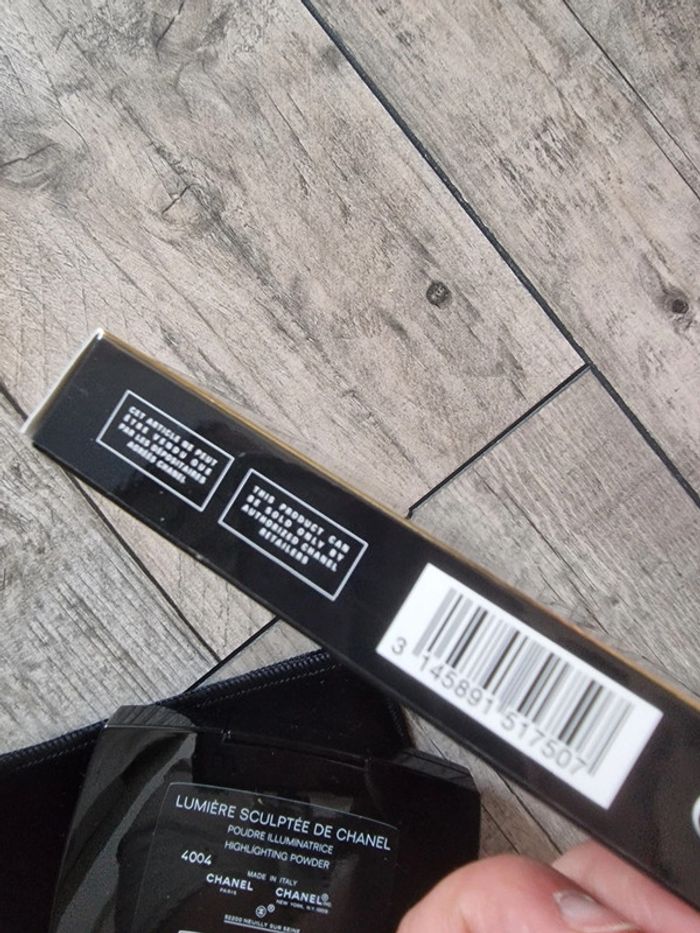 CET ARTICLE NE PEUT
ÊTRE VENDU QUE
PAR LES DÉPOSITAIRES
AGRÉÉS CHANEL
THIS PRODUCT CAN
BE SOLD ONLY BY
AUTHORIZED CHANEL
RETAILERS
3 145891 517507
LUMIÈRE SCULPTÉE DE CHANEL
POUDRE ILLUMINATRICE
HIGHLIGHTING POWDER
4004
MADE IN ITALY
CHANEL CHANEL INC
PARIS NEW YORK, N.Y.
92200 NEUILLY SUR SEINE